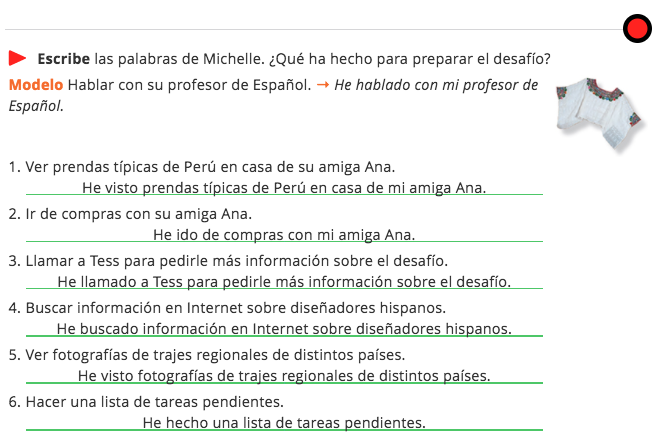 Escribe las palabras de Michelle. ¿Qué ha hecho para preparar el desafío?
Modelo Hablar con su profesor de Español. → He hablado con mi profesor de
Español.
1. Ver prendas típicas de Perú en casa de su amiga Ana.
He visto prendas típicas de Perú en casa de mi amiga Ana.
2. Ir de compras con su amiga Ana.
He ido de compras con mi amiga Ana.
3. Llamar a Tess para pedirle más información sobre el desafío.
He llamado a Tess para pedirle más información sobre el desafío.
4. Buscar información en Internet sobre diseñadores hispanos.
He buscado información en Internet sobre diseñadores hispanos.
5. Ver fotografías de trajes regionales de distintos países.
He visto fotografías de trajes regionales de distintos países.
6. Hacer una lista de tareas pendientes.
He hecho una lista de tareas pendientes.